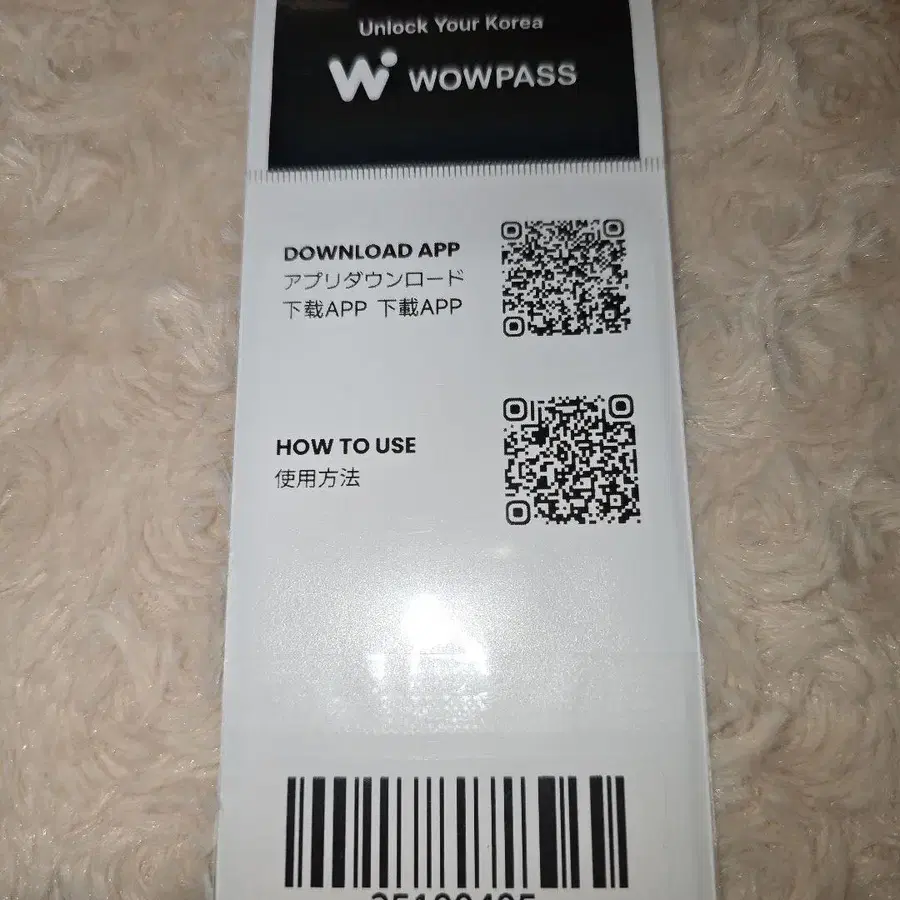 Unlock Your Korea
WOWPASS
DOWNLOAD APP
アプリダウンロード
下载APP 下載APP
HOW TO USE
使用方法